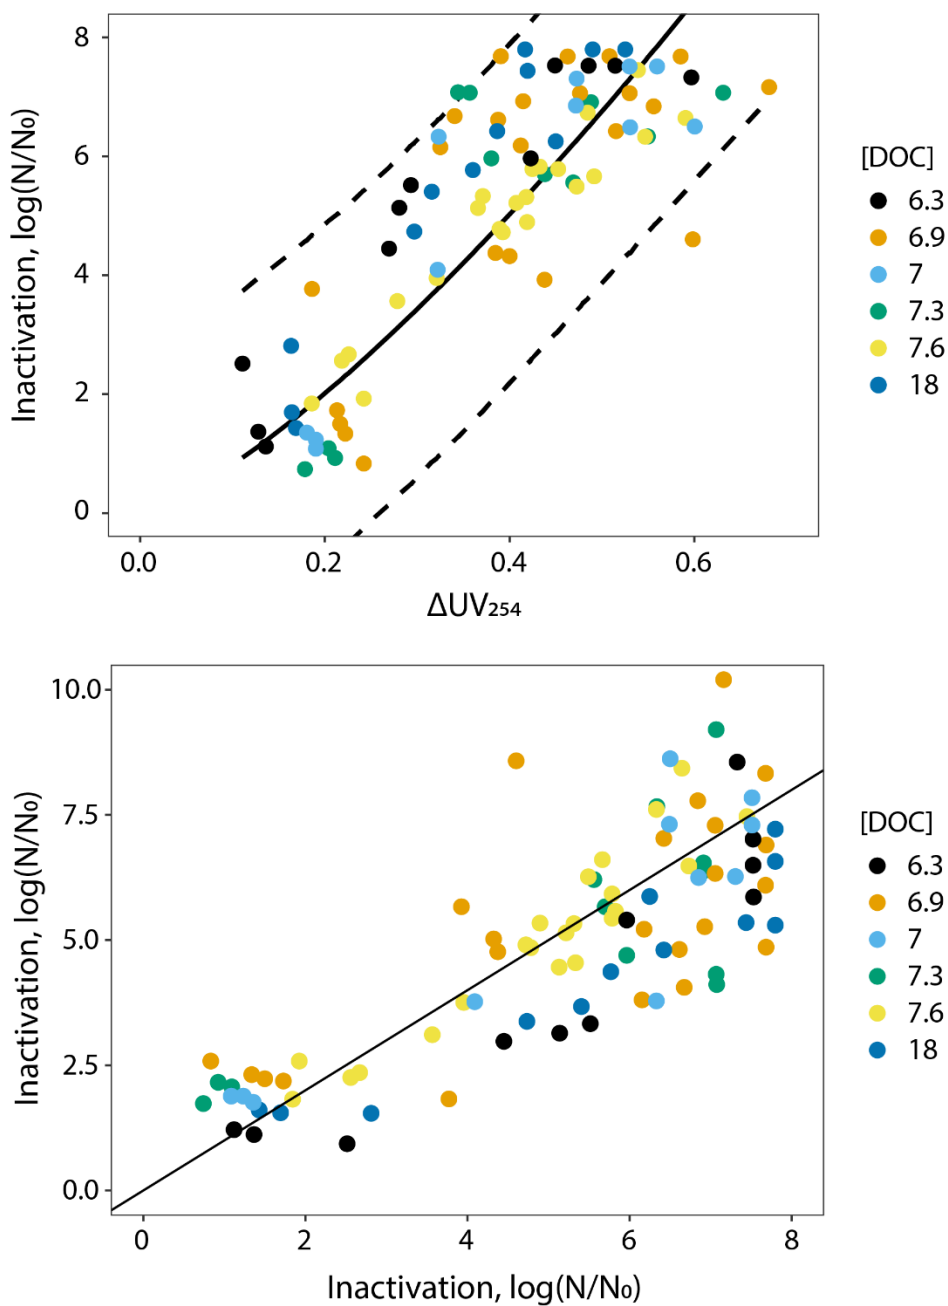 8
6
4
2
0
Inactivation, log(N/N₀)
0.0 0.2 0.4 0.6
ΔUV₂₅₄
[DOC]
6.3
6.9
7
7.3
7.6
18
10.0
7.5
5.0
2.5
0.0
Inactivation, log(N/N₀)
0 2 4 6 8
Inactivation, log(N/N₀)
[DOC]
6.3
6.9
7
7.3
7.6
18